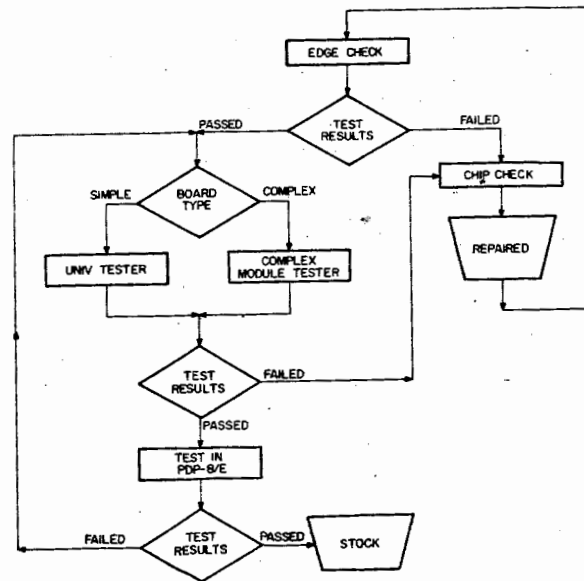 EDGE CHECK
PASSED
TEST
RESULTS
FAILED
CHIP CHECK
SIMPLE
BOARD
TYPE
COMPLEX
REPAIRED
UNIV TESTER
COMPLEX
MODULE TESTER
TEST
RESULTS
FAILED
PASSED
TEST IN
PDP-8/E
FAILED
TEST
RESULTS
PASSED
STOCK